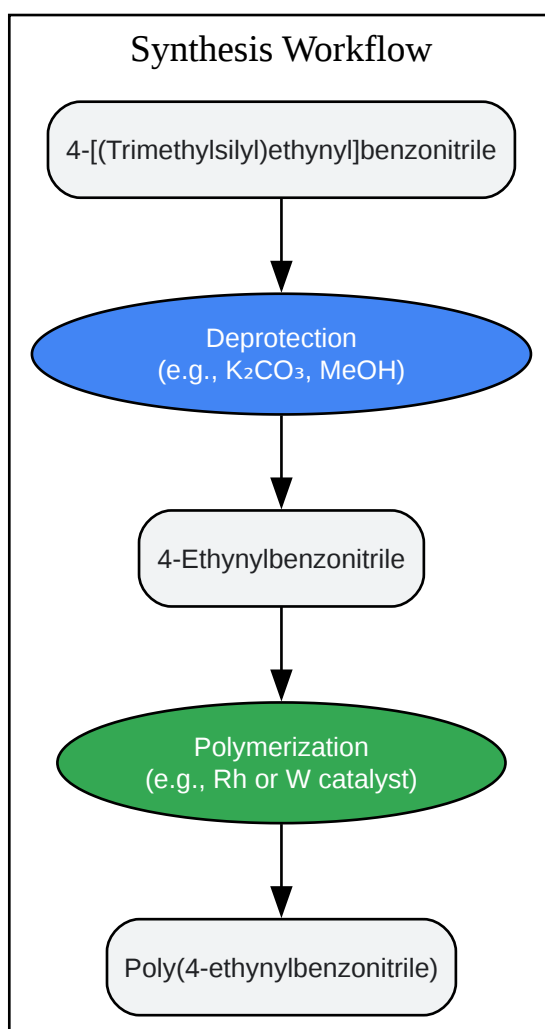 Synthesis Workflow
4-[(Trimethylsilyl)ethynyl]benzonitrile
Deprotection
(e.g., K₂CO₃, MeOH)
4-Ethynylbenzonitrile
Polymerization
(e.g., Rh or W catalyst)
Poly(4-ethynylbenzonitrile)